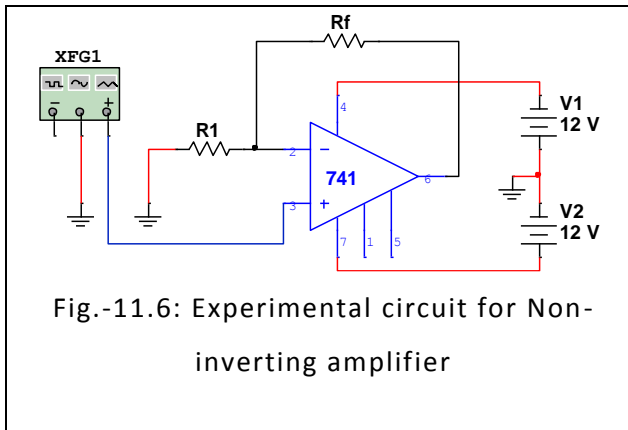 XFG1
Rf
R1
V1
12 V
V2
12 V
741
2
3
4
6
7
1
5
−
+
−
+
Fig.-11.6: Experimental circuit for Non-
inverting amplifier